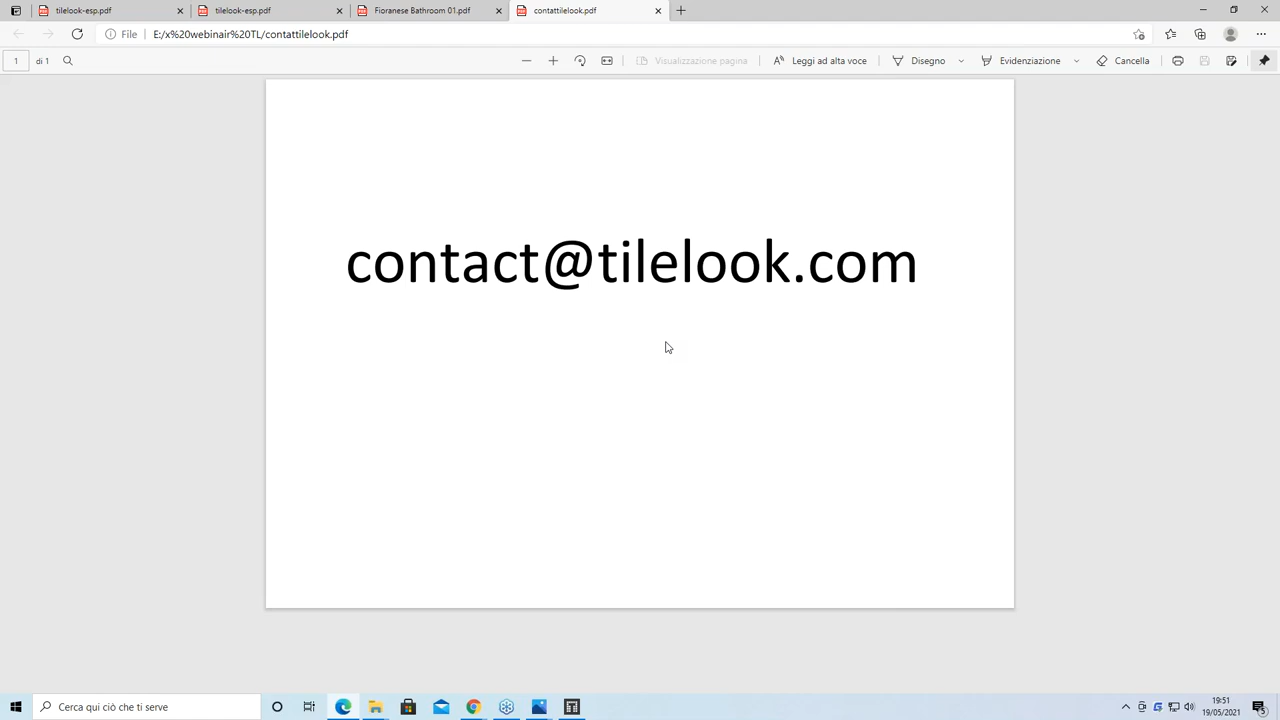 tilelook-esp.pdf
tilelook-esp.pdf
Fioranese Bathroom 01.pdf
contattilelook.pdf
File
E:/x%20webinair%20TL/contattilelook.pdf
1 di 1
Visualizzazione pagina
Leggi ad alta voce
Disegno
Evidenziazione
Cancella
contact@tilelook.com
Cerca qui ciò che ti serve
19:51
19/05/2021